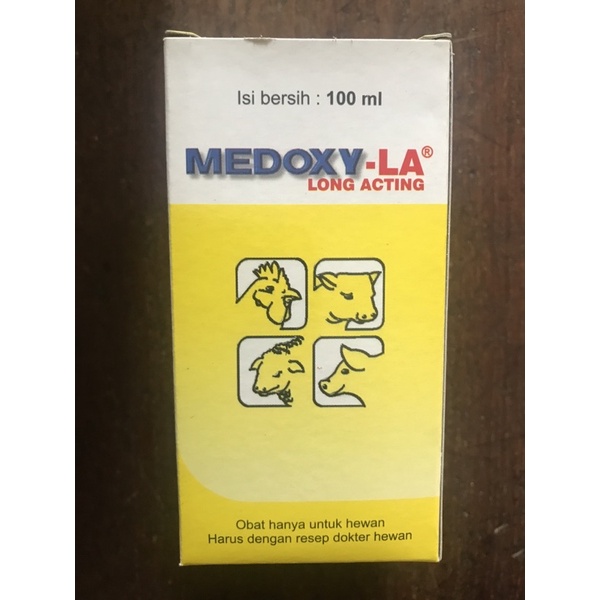 Isi bersih : 100 ml
MEDOXY-LA®
LONG ACTING
Obat hanya untuk hewan
Harus dengan resep dokter hewan